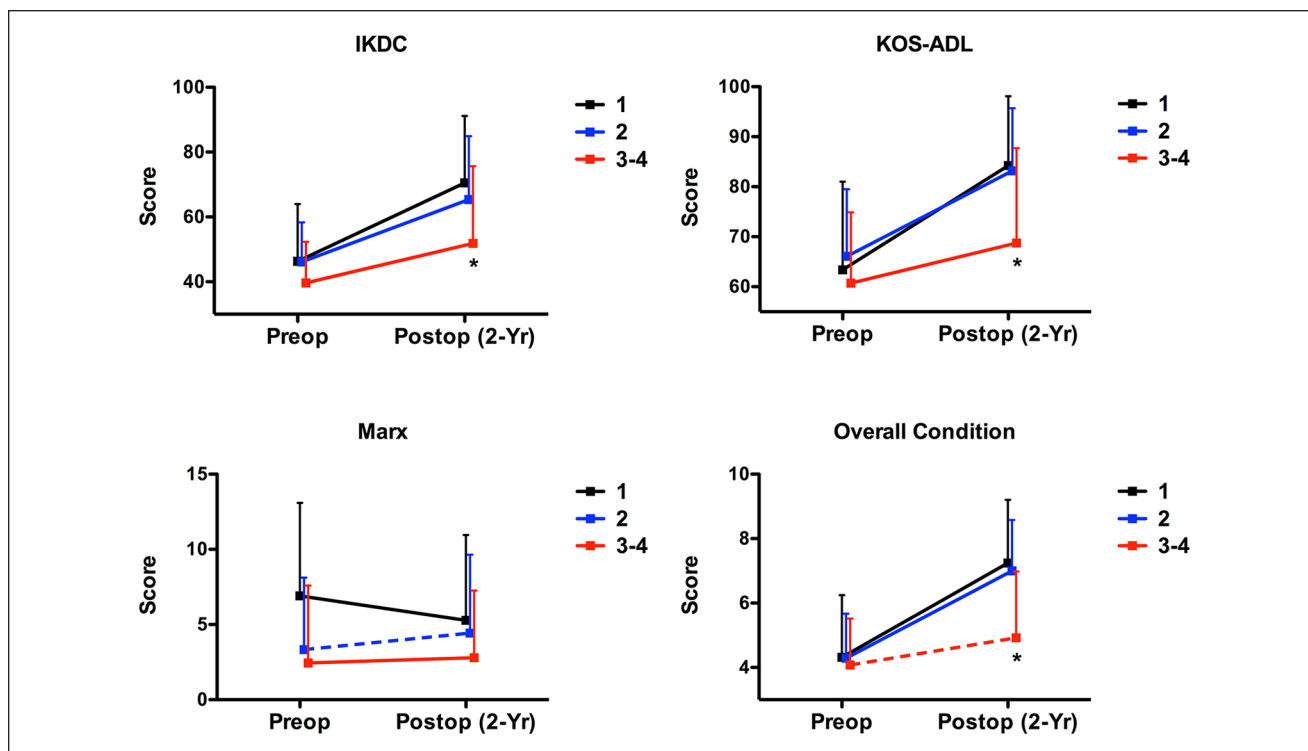 IKDC
100
80
60
40
Score
Preop
Postop (2-Yr)
1
2
3-4
*
KOS-ADL
100
90
80
70
60
Score
Preop
Postop (2-Yr)
1
2
3-4
*
Marx
15
10
5
0
Score
Preop
Postop (2-Yr)
1
2
3-4
Overall Condition
10
8
6
4
Score
Preop
Postop (2-Yr)
1
2
3-4
*